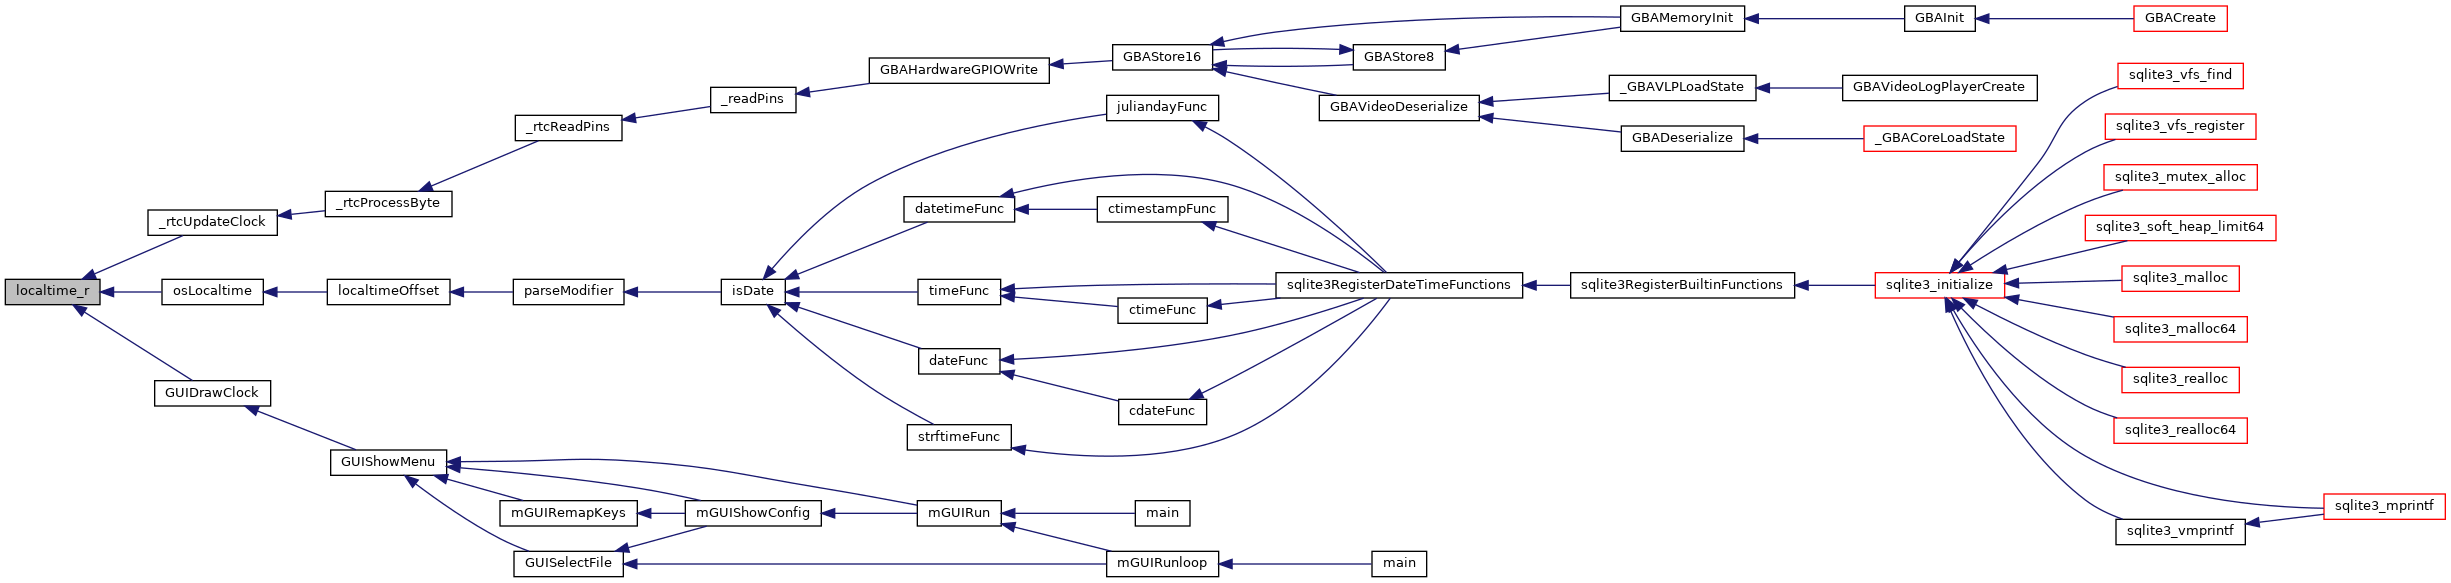 localtime_r
_rtcUpdateClock
_rtcProcessByte
_rtcReadPins
_readPins
GBAHardwareGPIOWrite
GBAStore16
GBAStore8
GBAMemoryInit
GBAInit
GBACreate
GBAVideoDeserialize
_GBAVLPLoadState
GBAVideoLogPlayerCreate
GBADeserialize
_GBACoreLoadState
osLocaltime
localtimeOffset
parseModifier
isDate
juliandayFunc
datetimeFunc
ctimestampFunc
timeFunc
ctimeFunc
dateFunc
cdateFunc
strftimeFunc
sqlite3RegisterDateTimeFunctions
sqlite3RegisterBuiltinFunctions
sqlite3_initialize
sqlite3_vfs_find
sqlite3_vfs_register
sqlite3_mutex_alloc
sqlite3_soft_heap_limit64
sqlite3_malloc
sqlite3_malloc64
sqlite3_realloc
sqlite3_realloc64
sqlite3_mprintf
sqlite3_vmprintf
GUIDrawClock
GUIShowMenu
mGUIRemapKeys
mGUIShowConfig
mGUIRun
main
GUISelectFile
mGUIRunloop
main